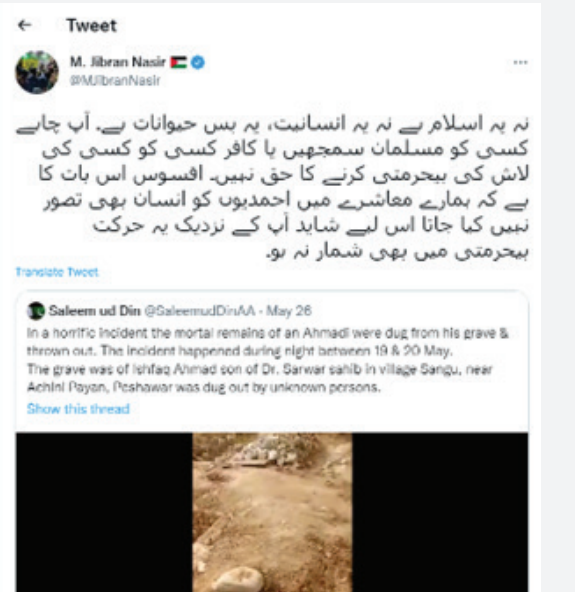 ← Tweet
M. Jibran Nasir 🇵🇸
@MJibranNasir
نہ یہ اسلام ہے نہ یہ انسانیت، یہ بس حیوانات ہے۔ آپ چاہے
کسی کو مسلمان سمجھیں یا کافر کسی کو کسی کی
لاش کی بیحرمتی کرنے کا حق نہیں۔ افسوس اس بات کا
ہے کہ ہمارے معاشرے میں احمدیوں کو انسان بھی تصور
نہیں کیا جاتا اس لیے شاید آپ کے نزدیک یہ حرکت
بیحرمتی میں بھی شمار نہ ہو۔
Translate Tweet
Saleem ud Din @SaleemudDinAA · May 26
In a horrific incident the mortal remains of an Ahmadi were dug from his grave &
thrown out. The incident happened during night between 19 & 20 May.
The grave was of Ishfaq Ahmad son of Dr. Sarwar sahib in village Sangu, near
Achini Payan, Peshawar was dug out by unknown persons.
Show this thread